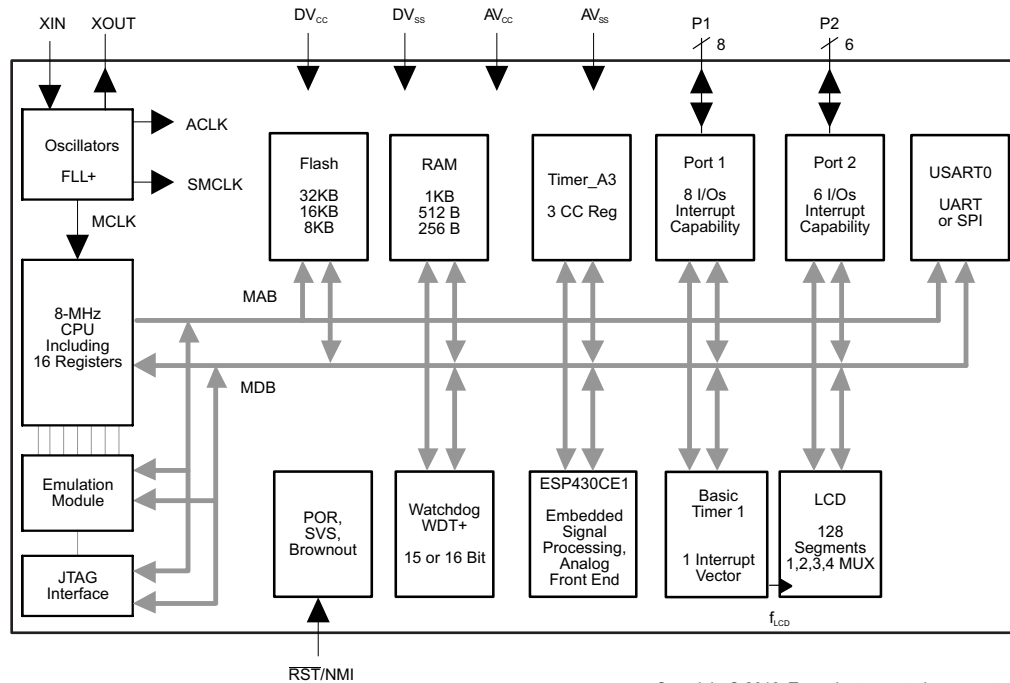 XIN XOUT DVCC DVSS AVCC AVSS P1 P2
8 6
Oscillators
FLL+
ACLK
SMCLK
MCLK
Flash
32KB
16KB
8KB
RAM
1KB
512 B
256 B
Timer_A3
3 CC Reg
Port 1
8 I/Os
Interrupt
Capability
Port 2
6 I/Os
Interrupt
Capability
USART0
UART
or SPI
8-MHz
CPU
Including
16 Registers
MAB
MDB
Emulation
Module
JTAG
Interface
POR,
SVS,
Brownout
Watchdog
WDT+
15 or 16 Bit
ESP430CE1
Embedded
Signal
Processing,
Analog
Front End
Basic
Timer 1
1 Interrupt
Vector
LCD
128
Segments
1,2,3,4 MUX
fLCD
RST/NMI